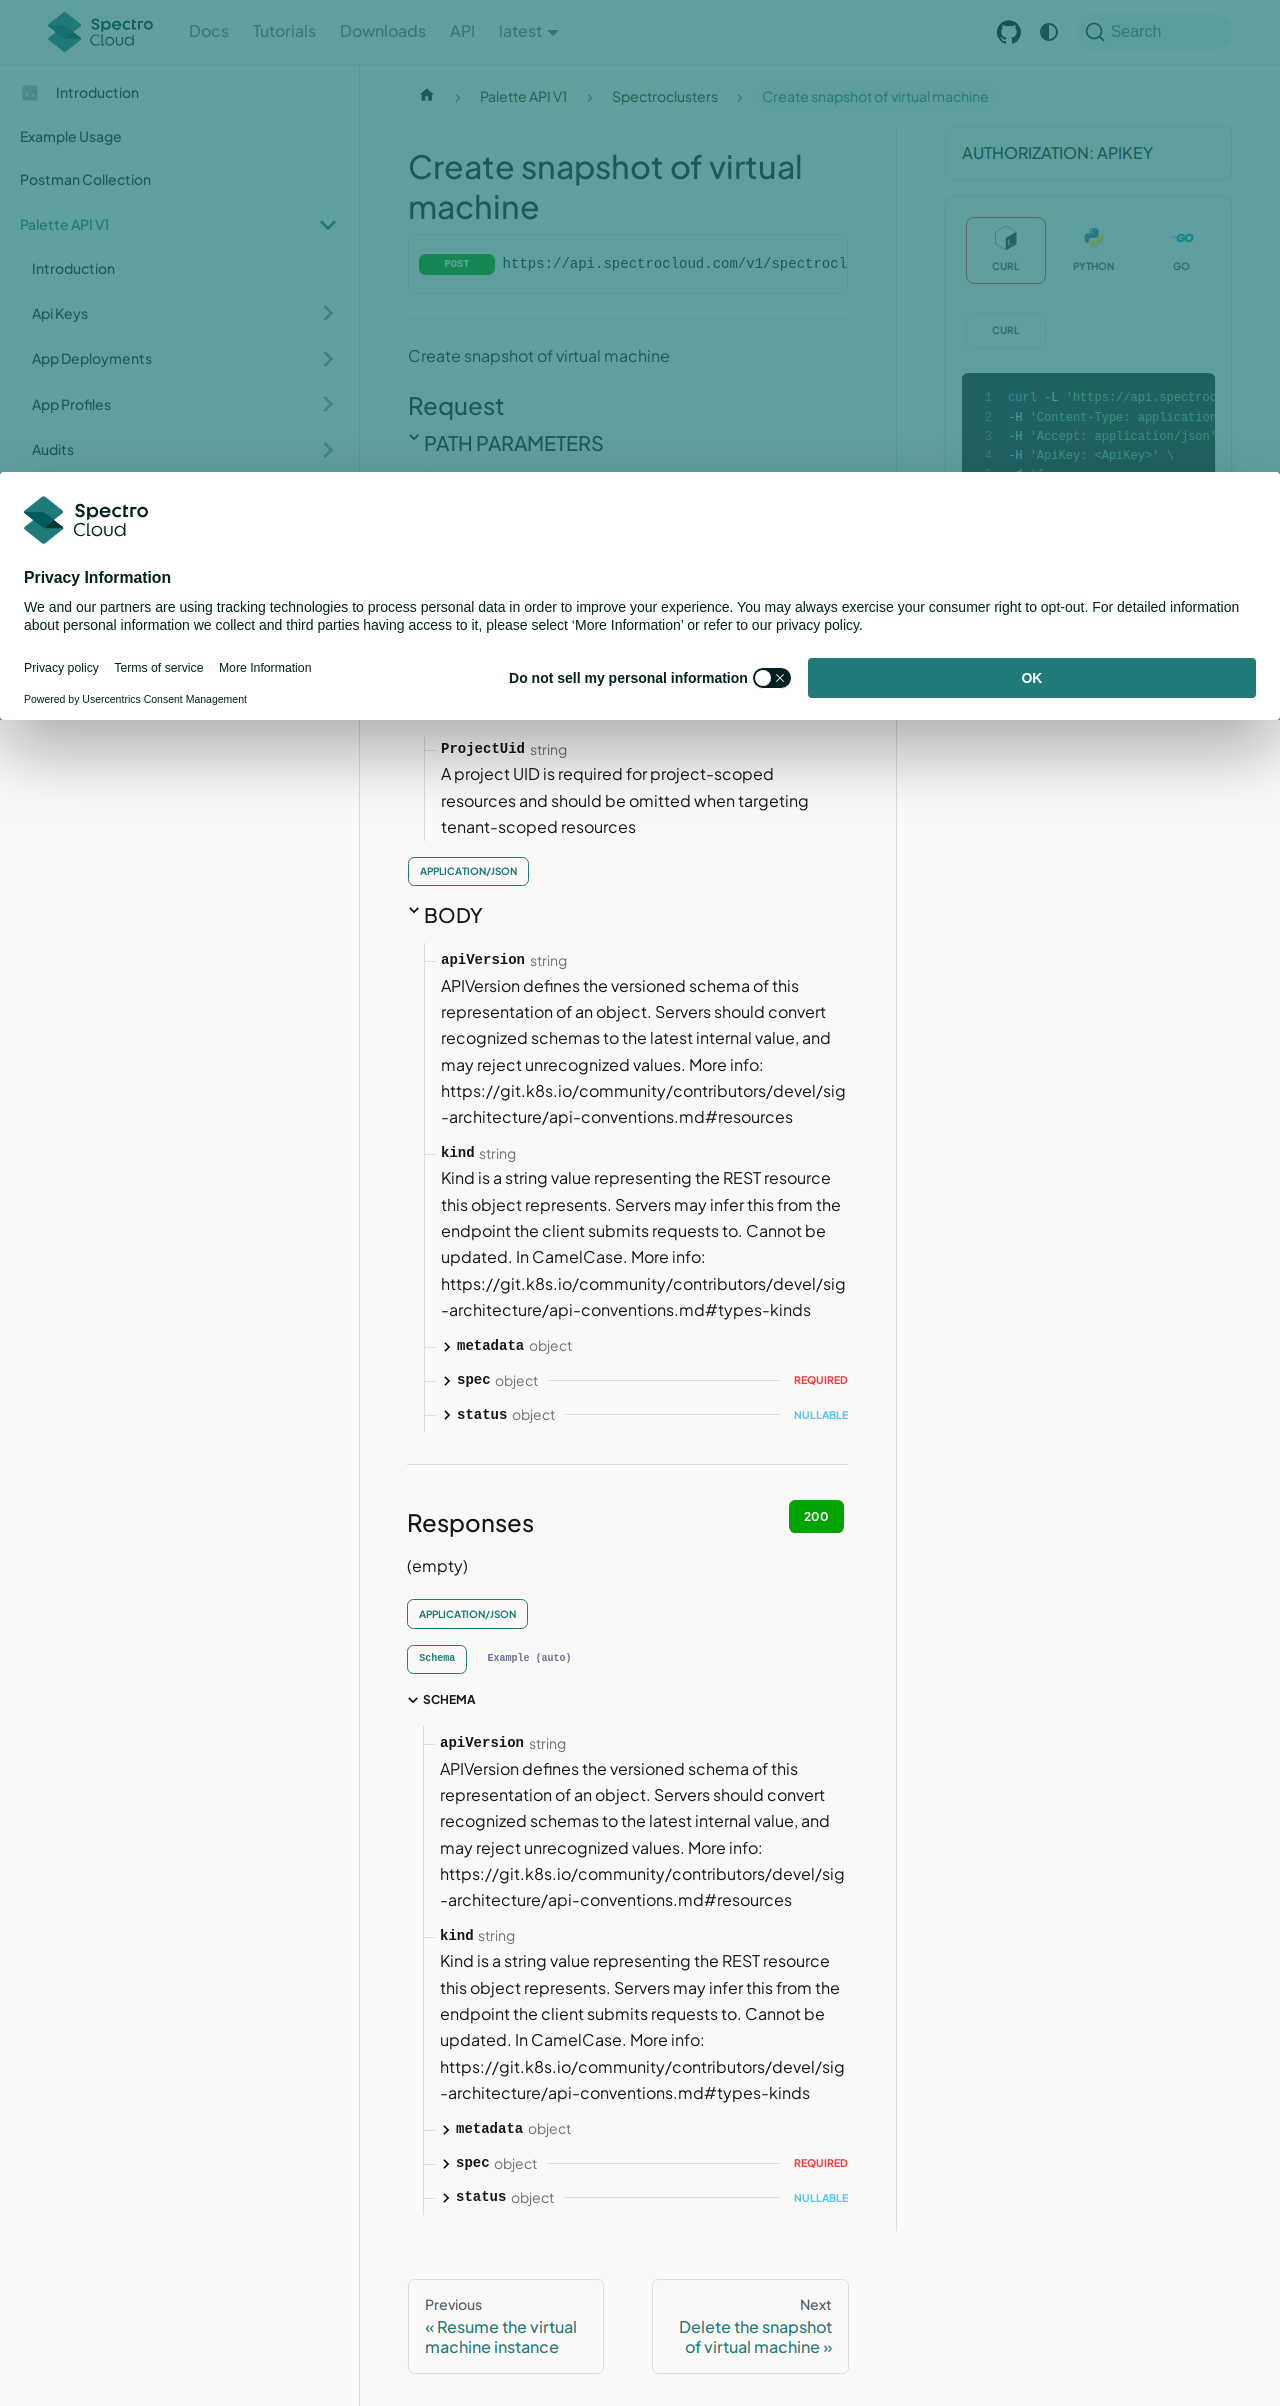 Spectro Cloud
Docs
Tutorials
Downloads
API
latest
Search
Introduction
Example Usage
Postman Collection
Palette API V1
Introduction
Api Keys
App Deployments
App Profiles
Audits
Palette API V1
Spectroclusters
Create snapshot of virtual machine
Create snapshot of virtual
machine
POST
https://api.spectrocloud.com/v1/spectrocl
Create snapshot of virtual machine
Request
PATH PARAMETERS
AUTHORIZATION: APIKEY
CURL
PYTHON
GO
CURL
1 curl -L 'https://api.spectroc
2 -H 'Content-Type: application
3 -H 'Accept: application/json'
4 -H 'ApiKey: <ApiKey>' \
Spectro
Cloud
Privacy Information
We and our partners are using tracking technologies to process personal data in order to improve your experience. You may always exercise your consumer right to opt-out. For detailed information
about personal information we collect and third parties having access to it, please select ‘More Information’ or refer to our privacy policy.
Privacy policy
Terms of service
More Information
Powered by Usercentrics Consent Management
Do not sell my personal information
OK
ProjectUid string
A project UID is required for project-scoped
resources and should be omitted when targeting
tenant-scoped resources
APPLICATION/JSON
BODY
apiVersion string
APIVersion defines the versioned schema of this
representation of an object. Servers should convert
recognized schemas to the latest internal value, and
may reject unrecognized values. More info:
https://git.k8s.io/community/contributors/devel/sig
-architecture/api-conventions.md#resources
kind string
Kind is a string value representing the REST resource
this object represents. Servers may infer this from the
endpoint the client submits requests to. Cannot be
updated. In CamelCase. More info:
https://git.k8s.io/community/contributors/devel/sig
-architecture/api-conventions.md#types-kinds
metadata object
spec object REQUIRED
status object NULLABLE
Responses
200
(empty)
APPLICATION/JSON
Schema
Example (auto)
SCHEMA
apiVersion string
APIVersion defines the versioned schema of this
representation of an object. Servers should convert
recognized schemas to the latest internal value, and
may reject unrecognized values. More info:
https://git.k8s.io/community/contributors/devel/sig
-architecture/api-conventions.md#resources
kind string
Kind is a string value representing the REST resource
this object represents. Servers may infer this from the
endpoint the client submits requests to. Cannot be
updated. In CamelCase. More info:
https://git.k8s.io/community/contributors/devel/sig
-architecture/api-conventions.md#types-kinds
metadata object
spec object REQUIRED
status object NULLABLE
Previous
« Resume the virtual
machine instance
Next
Delete the snapshot
of virtual machine »